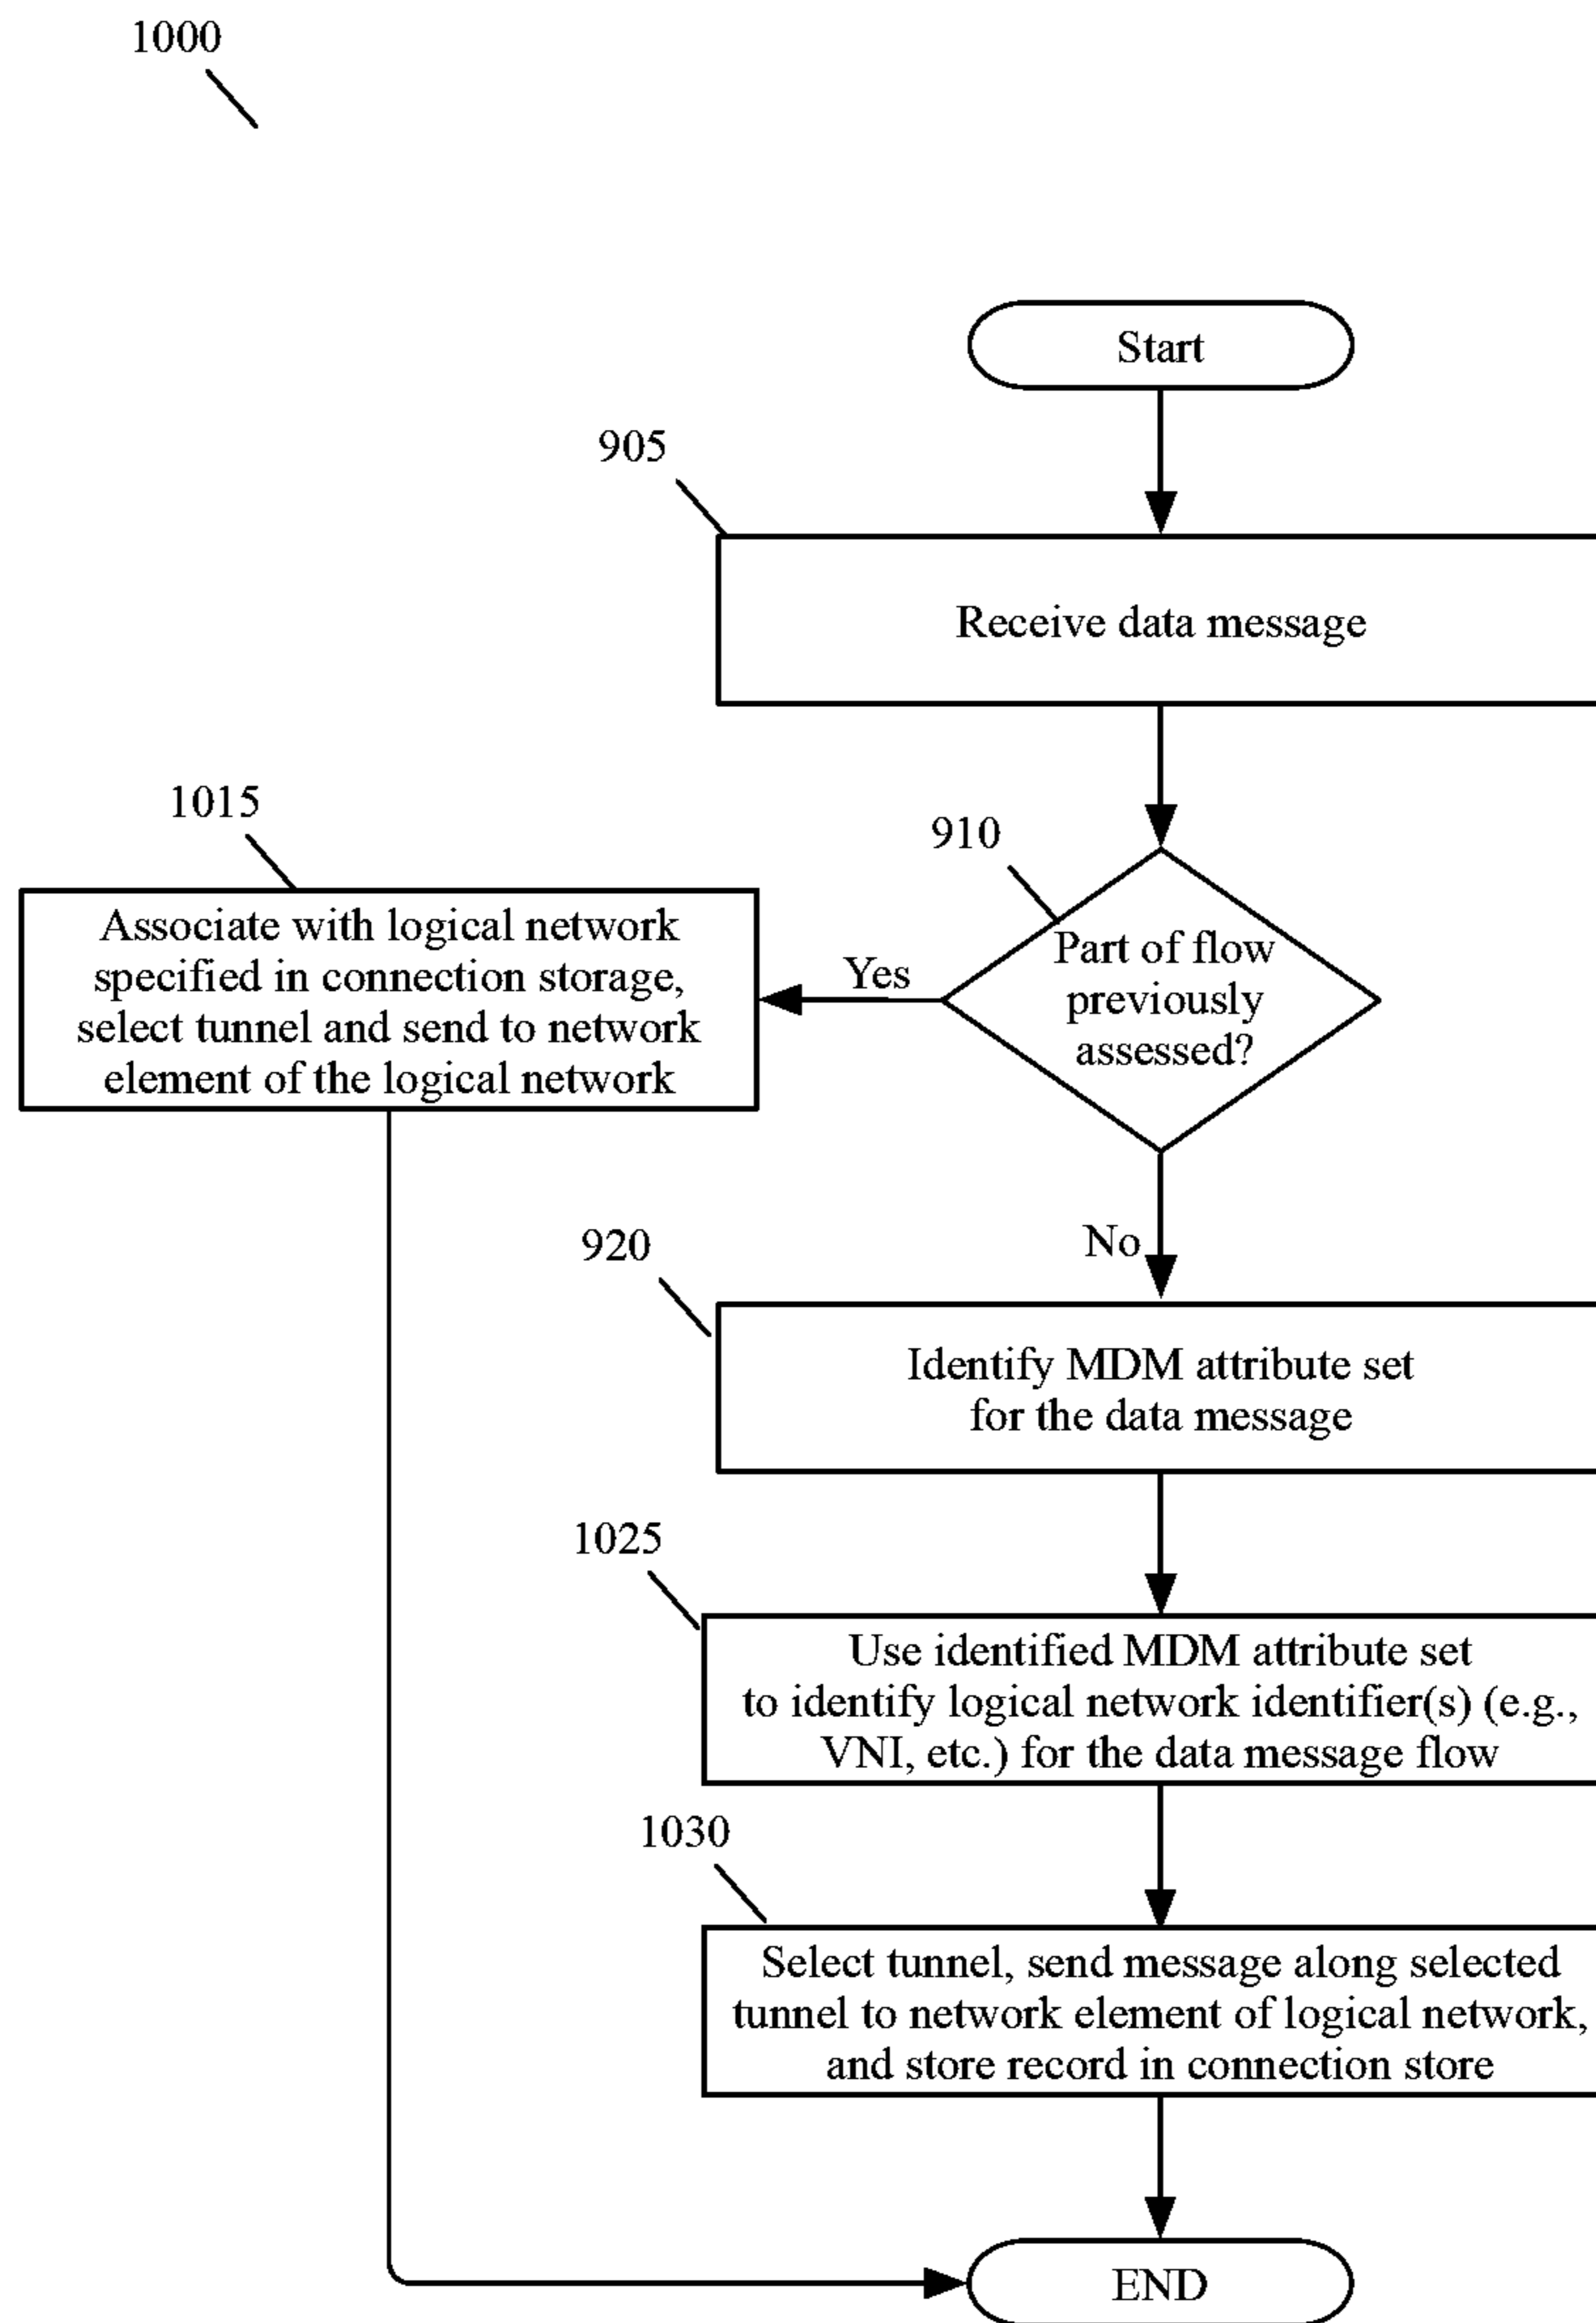 1000
Start
905
Receive data message
1015
910
Associate with logical network
specified in connection storage,
select tunnel and send to network
element of the logical network
Yes
Part of flow
previously
assessed?
No
920
Identify MDM attribute set
for the data message
1025
Use identified MDM attribute set
to identify logical network identifier(s) (e.g.,
VNI, etc.) for the data message flow
1030
Select tunnel, send message along selected
tunnel to network element of logical network,
and store record in connection store
END